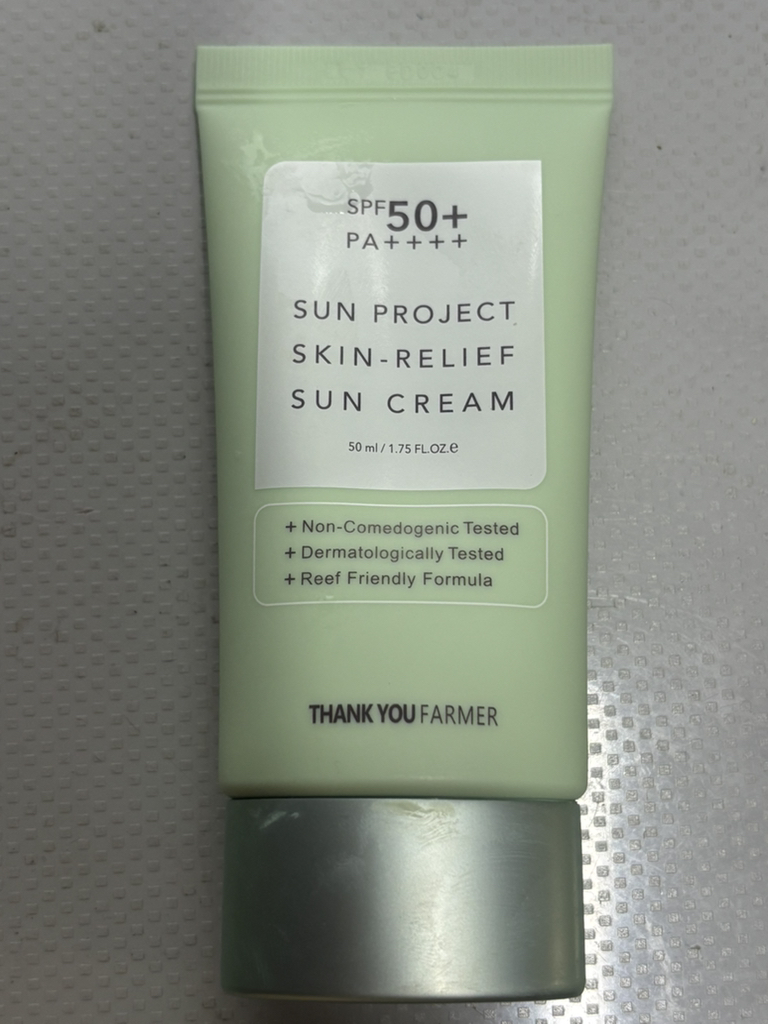 SPF50+
PA++++
SUN PROJECT
SKIN-RELIEF
SUN CREAM
50 ml / 1.75 FL.OZ.e
+ Non-Comedogenic Tested
+ Dermatologically Tested
+ Reef Friendly Formula
THANK YOU FARMER